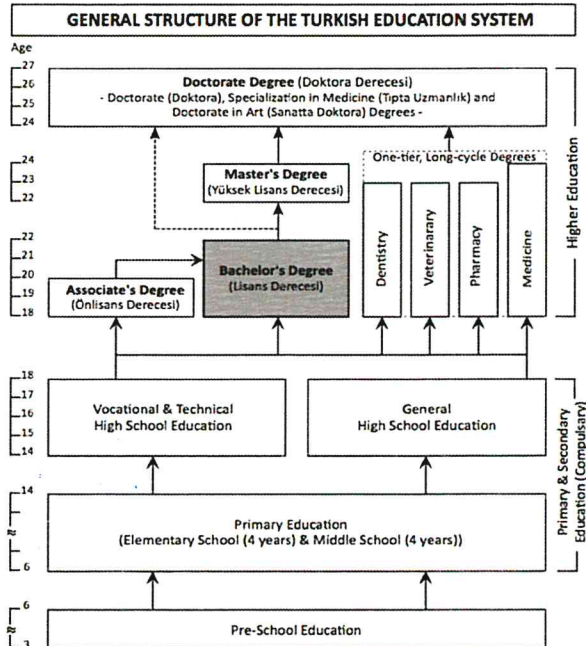 GENERAL STRUCTURE OF THE TURKISH EDUCATION SYSTEM
Age
27
26
25
24
Doctorate Degree (Doktora Derecesi)
- Doctorate (Doktora), Specialization in Medicine (Tıpta Uzmanlık) and
Doctorate in Art (Sanatta Doktora) Degrees -
24
23
22
Master's Degree
(Yüksek Lisans Derecesi)
One-tier, Long-cycle Degrees
Higher Education
22
21
20
19
18
Associate's Degree
(Önlisans Derecesi)
Bachelor's Degree
(Lisans Derecesi)
Dentistry
Veterinarary
Pharmacy
Medicine
18
17
16
15
14
Vocational & Technical
High School Education
General
High School Education
Primary & Secondary
Education (Compulsary)
14
≈
6
Primary Education
(Elementary School (4 years) & Middle School (4 years))
6
≈
3
Pre-School Education